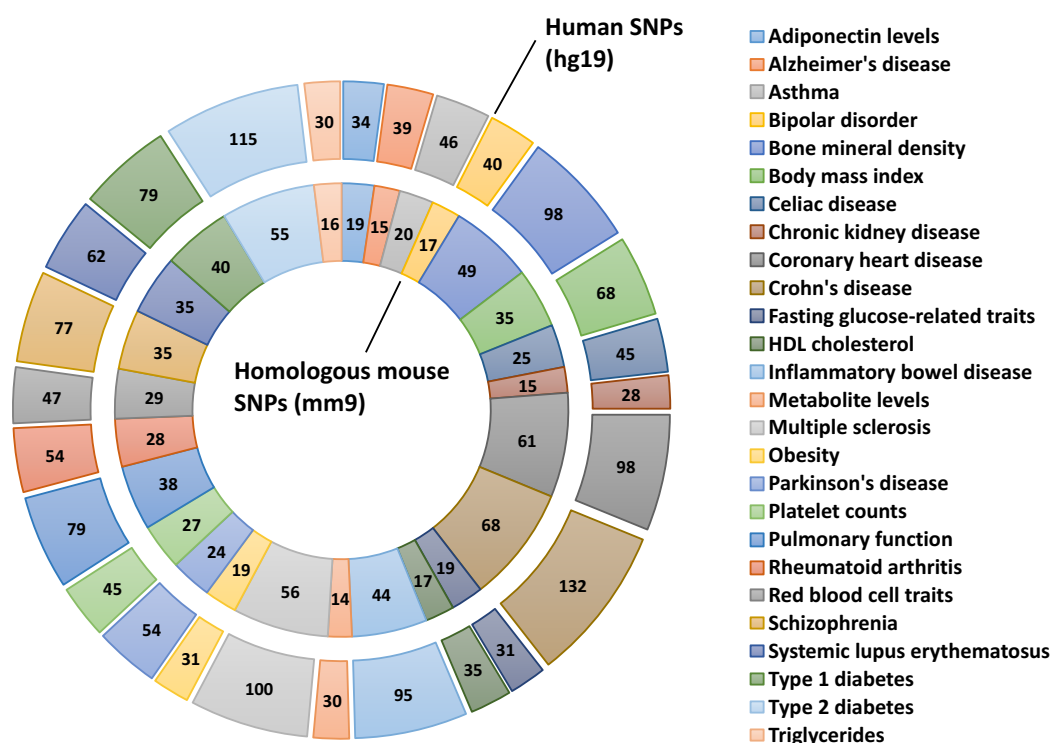 Human SNPs
(hg19)
Homologous mouse
SNPs (mm9)
34
39
46
40
98
68
45
28
98
132
31
35
95
30
100
31
54
45
79
54
47
77
62
79
115
30
19
15
20
17
49
35
25
15
61
68
19
17
44
14
56
19
24
27
38
28
29
35
35
40
55
16
Adiponectin levels
Alzheimer's disease
Asthma
Bipolar disorder
Bone mineral density
Body mass index
Celiac disease
Chronic kidney disease
Coronary heart disease
Crohn's disease
Fasting glucose-related traits
HDL cholesterol
Inflammatory bowel disease
Metabolite levels
Multiple sclerosis
Obesity
Parkinson's disease
Platelet counts
Pulmonary function
Rheumatoid arthritis
Red blood cell traits
Schizophrenia
Systemic lupus erythematosus
Type 1 diabetes
Type 2 diabetes
Triglycerides